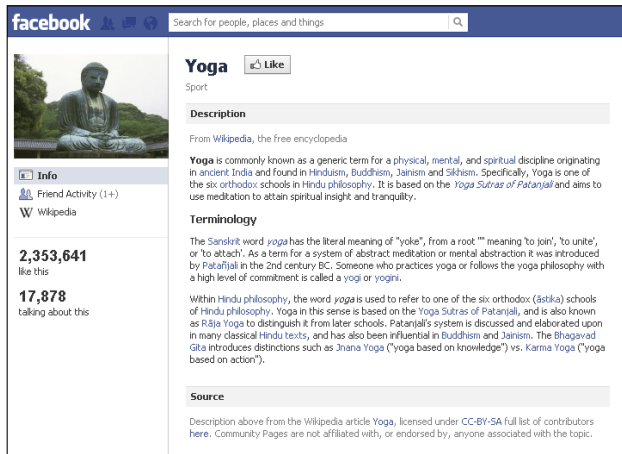 facebook
Search for people, places and things
Yoga
Like
Sport
Description
From Wikipedia, the free encyclopedia
Yoga is commonly known as a generic term for a physical, mental, and spiritual discipline originating
in ancient India and found in Hinduism, Buddhism, Jainism and Sikhism. Specifically, Yoga is one of
the six orthodox schools in Hindu philosophy. It is based on the Yoga Sutras of Patanjali and aims to
use meditation to attain spiritual insight and tranquility.
Terminology
The Sanskrit word yoga has the literal meaning of "yoke", from a root "" meaning 'to join', 'to unite',
or 'to attach'. As a term for a system of abstract meditation or mental abstraction it was introduced
by Patañjali in the 2nd century BC. Someone who practices yoga or follows the yoga philosophy with
a high level of commitment is called a yogi or yogini.
Within Hindu philosophy, the word yoga is used to refer to one of the six orthodox (āstika) schools
of Hindu philosophy. Yoga in this sense is based on the Yoga Sutras of Patanjali, and is also known
as Rāja Yoga to distinguish it from later schools. Patanjali's system is discussed and elaborated upon
in many classical Hindu texts, and has also been influential in Buddhism and Jainism. The Bhagavad
Gita introduces distinctions such as Jnana Yoga ("yoga based on knowledge") vs. Karma Yoga ("yoga
based on action").
Source
Description above from the Wikipedia article Yoga, licensed under CC-BY-SA full list of contributors
here. Community Pages are not affiliated with, or endorsed by, anyone associated with the topic.
Info
Friend Activity (1+)
W Wikipedia
2,353,641
like this
17,878
talking about this